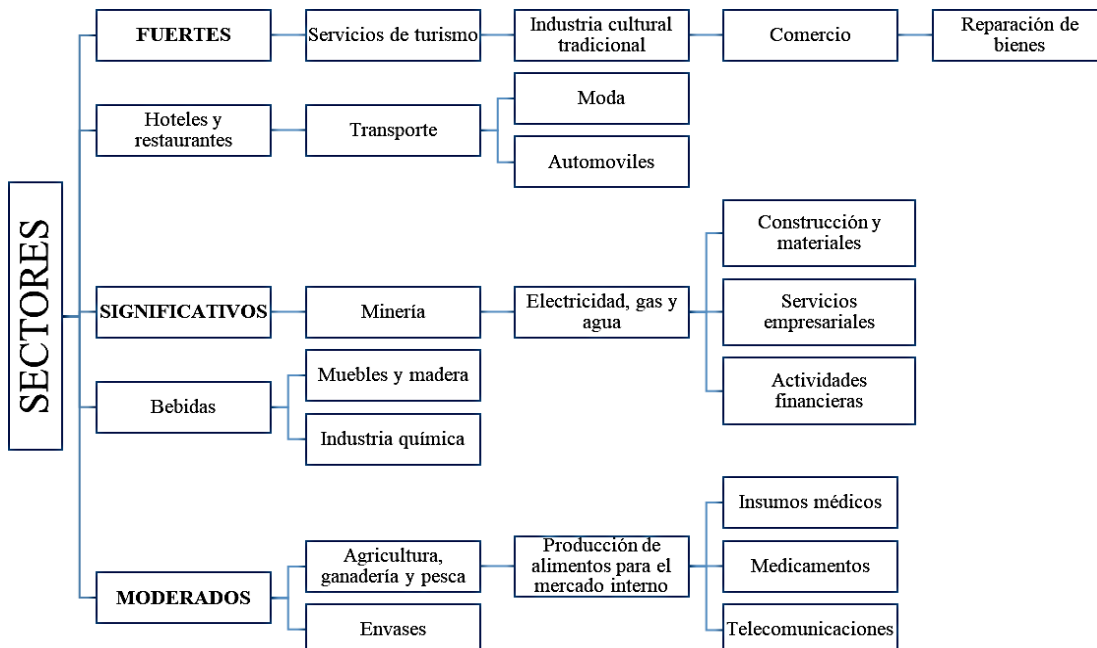 SECTORES
FUERTES
Servicios de turismo
Industria cultural
tradicional
Comercio
Reparación de
bienes
Hoteles y
restaurantes
Transporte
Moda
Automoviles
SIGNIFICATIVOS
Minería
Electricidad, gas y
agua
Construcción y
materiales
Servicios
empresariales
Actividades
financieras
Bebidas
Muebles y madera
Industria química
MODERADOS
Agricultura,
ganadería y pesca
Producción de
alimentos para el
mercado interno
Insumos médicos
Medicamentos
Telecomunicaciones
Envases